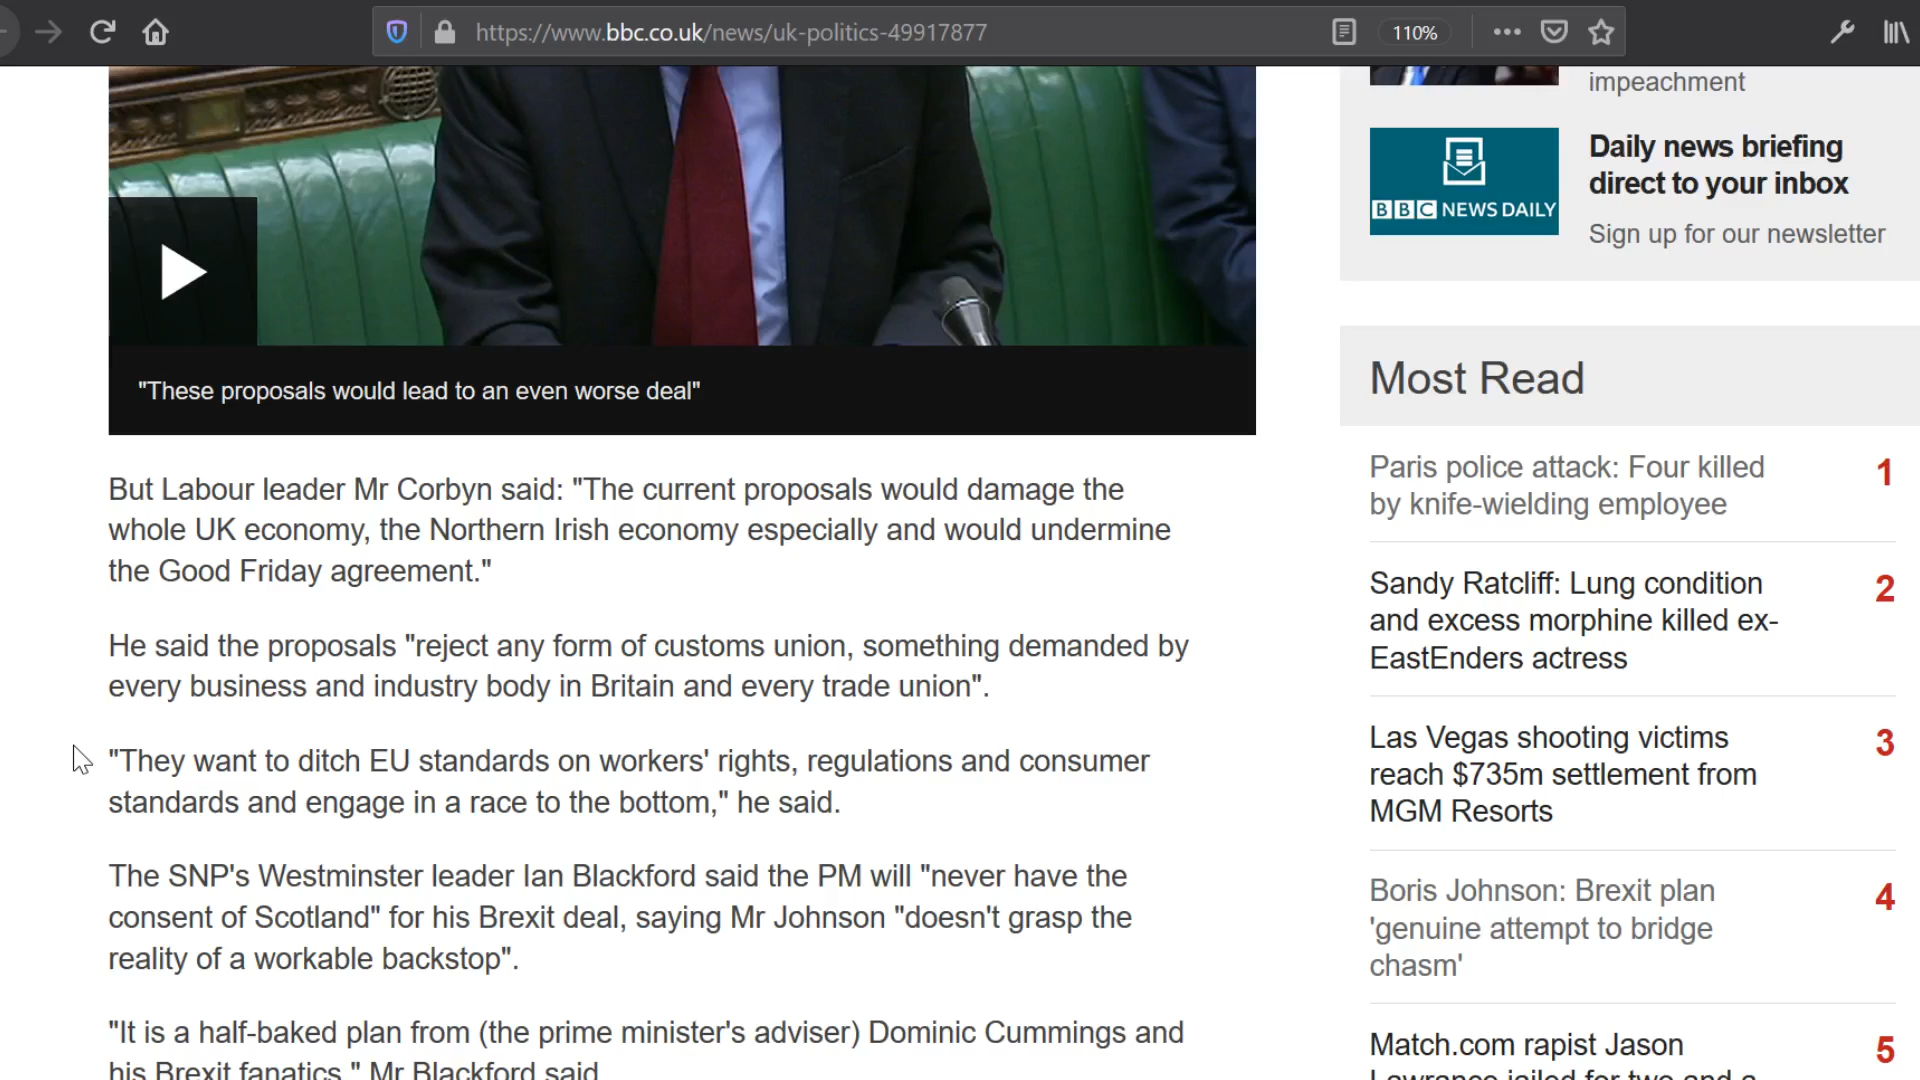 https://www.bbc.co.uk/news/uk-politics-49917877
110%
"These proposals would lead to an even worse deal"
But Labour leader Mr Corbyn said: "The current proposals would damage the
whole UK economy, the Northern Irish economy especially and would undermine
the Good Friday agreement."
He said the proposals "reject any form of customs union, something demanded by
every business and industry body in Britain and every trade union".
"They want to ditch EU standards on workers' rights, regulations and consumer
standards and engage in a race to the bottom," he said.
The SNP's Westminster leader Ian Blackford said the PM will "never have the
consent of Scotland" for his Brexit deal, saying Mr Johnson "doesn't grasp the
reality of a workable backstop".
"It is a half-baked plan from (the prime minister's adviser) Dominic Cummings and
his Brexit fanatics," Mr Blackford said
impeachment
BBC NEWS DAILY
Daily news briefing
direct to your inbox
Sign up for our newsletter
Most Read
Paris police attack: Four killed
by knife-wielding employee
1
Sandy Ratcliff: Lung condition
and excess morphine killed ex-
EastEnders actress
2
Las Vegas shooting victims
reach $735m settlement from
MGM Resorts
3
Boris Johnson: Brexit plan
'genuine attempt to bridge
chasm'
4
Match.com rapist Jason
Lawrance jailed for two and a
5